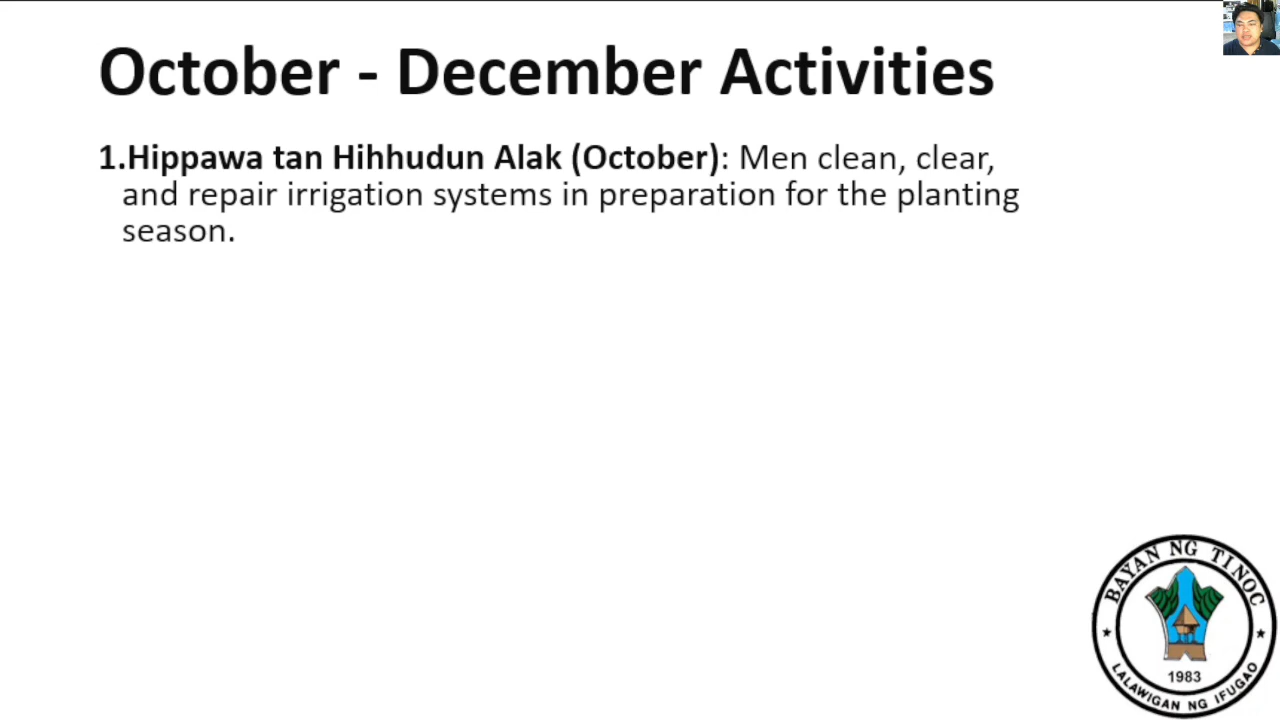 October - December Activities
1.Hippawa tan Hihhudun Alak (October): Men clean, clear,
and repair irrigation systems in preparation for the planting
season.
BAYAN NG TINOC
1983
LALAWIGAN NG IFUGAO